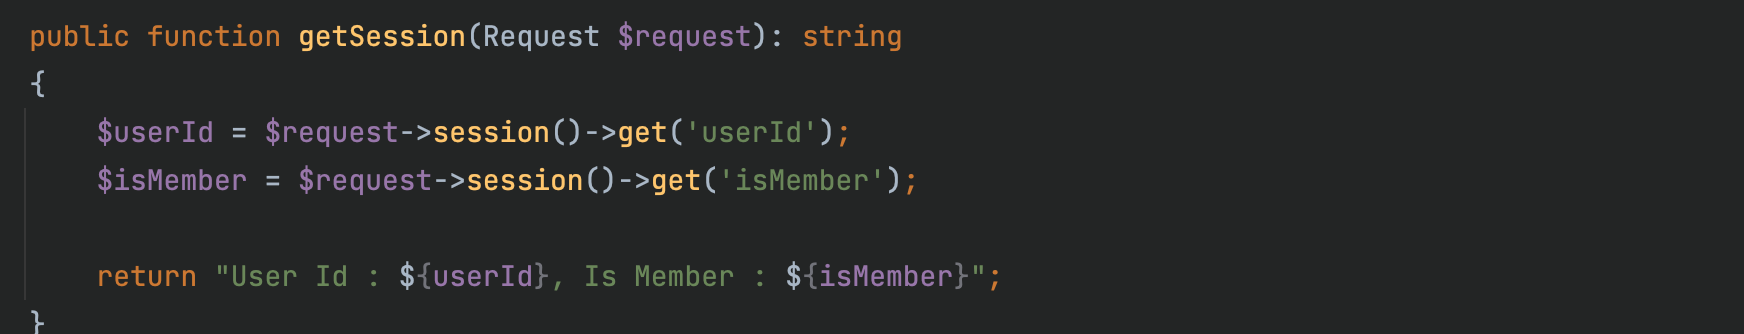 public function getSession(Request $request): string
{
    $userId = $request->session()->get('userId');
    $isMember = $request->session()->get('isMember');
    return "User Id : ${userId}, Is Member : ${isMember}";
}